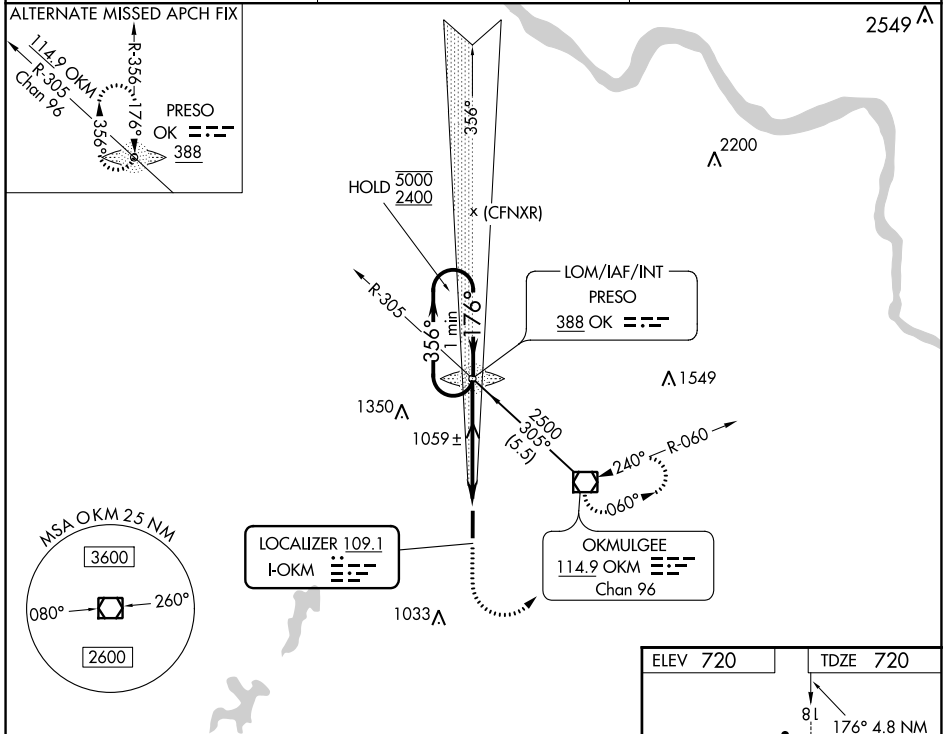 ALTERNATE MISSED APCH FIX
114.9 OKM
R-305
Chan 96
R-356
176°
356°
PRESO
OK
388
2549
2200
356°
HOLD 5000
2400
x (CFNXR)
R-305
356°
1 min
176°
LOM/IAF/INT
PRESO
388 OK
1549
1350
1059 ±
2500
305°
(5.5)
240°
R-060
060°
OKMULGEE
114.9 OKM
Chan 96
LOCALIZER 109.1
I-OKM
1033
MSA OKM 25 NM
3600
080°
260°
2600
ELEV 720
TDZE 720
18
176° 4.8 NM